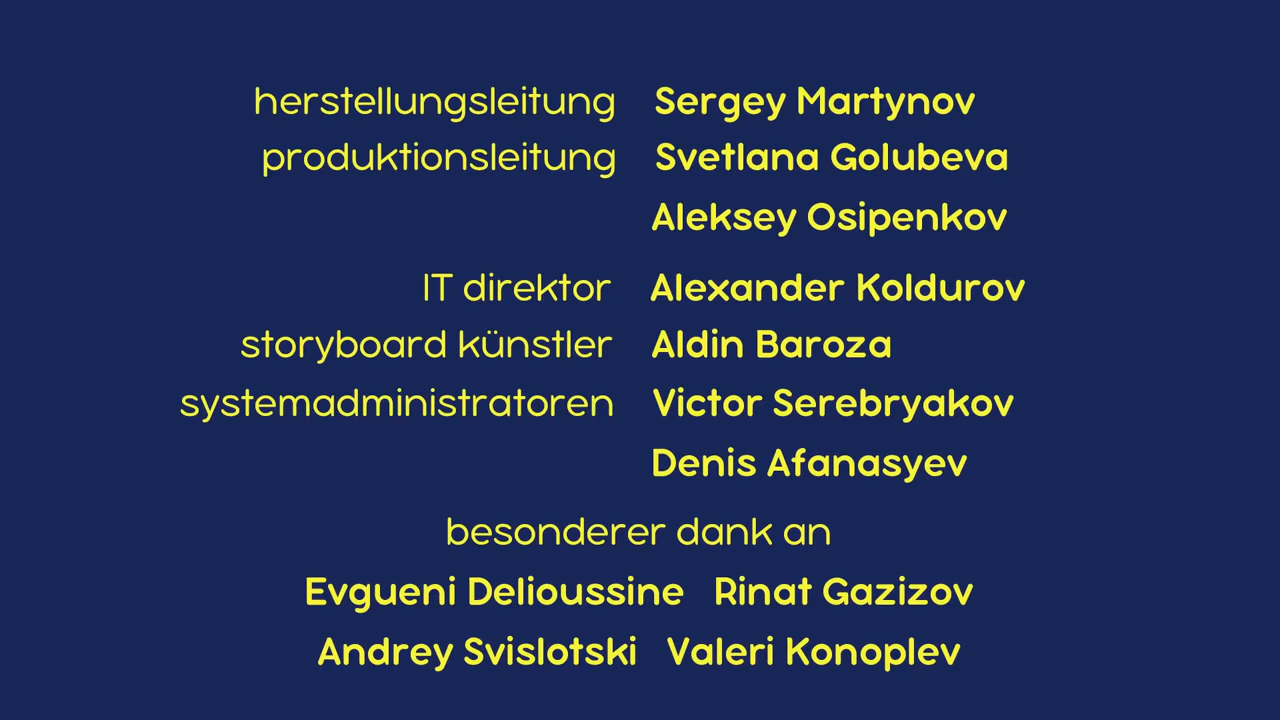 herstellungsleitung Sergey Martynov
produktionsleitung Svetlana Golubeva
Aleksey Osipenkov
IT direktor Alexander Koldurov
storyboard künstler Aldin Baroza
systemadministratoren Victor Serebryakov
Denis Afanasyev
besonderer dank an
Evgueni Delioussine Rinat Gazizov
Andrey Svislotski Valeri Konoplev